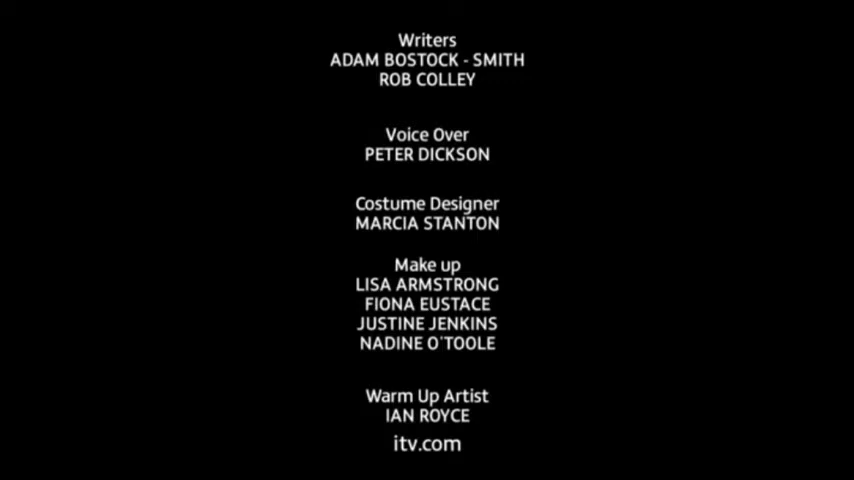 Writers
ADAM BOSTOCK - SMITH
ROB COLLEY
Voice Over
PETER DICKSON
Costume Designer
MARCIA STANTON
Make up
LISA ARMSTRONG
FIONA EUSTACE
JUSTINE JENKINS
NADINE O'TOOLE
Warm Up Artist
IAN ROYCE
itv.com